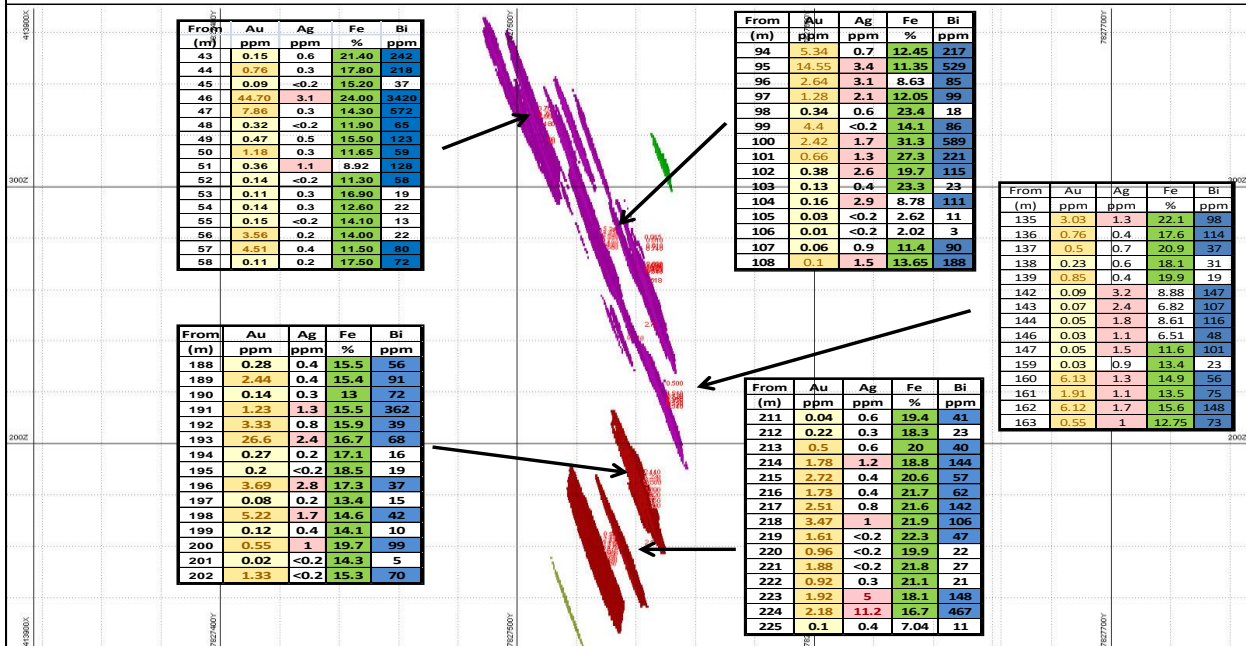 413900X
7827400Y
7827500Y
7827700Y
From Au Ag Fe Bi
(m) ppm ppm % ppm
43 0.15 0.6 21.40 242
44 0.76 0.3 17.80 218
45 0.09 <0.2 15.20 37
46 44.70 3.1 24.00 3420
47 7.86 0.3 14.30 572
48 0.32 <0.2 11.90 65
49 0.47 0.5 15.50 123
50 1.18 0.3 11.65 59
51 0.36 1.1 8.92 128
52 0.14 <0.2 11.30 58
53 0.11 0.3 16.90 19
54 0.14 0.3 12.60 22
55 0.15 <0.2 14.10 13
56 3.56 0.2 14.00 22
57 4.51 0.4 11.50 80
58 0.11 0.2 17.50 72
From Au Ag Fe Bi
(m) ppm ppm % ppm
94 5.34 0.7 12.45 217
95 14.55 3.4 11.35 529
96 2.64 3.1 8.63 85
97 1.28 2.1 12.05 99
98 0.34 0.6 23.4 18
99 4.4 <0.2 14.1 86
100 2.42 1.7 31.3 589
101 0.66 1.3 27.3 221
102 0.38 2.6 19.7 115
103 0.13 0.4 23.3 23
104 0.16 2.9 8.78 111
105 0.03 <0.2 2.62 11
106 0.01 <0.2 2.02 3
107 0.06 0.9 11.4 90
108 0.1 1.5 13.65 188
300Z
200Z
From Au Ag Fe Bi
(m) ppm ppm % ppm
135 3.03 1.3 22.1 98
136 0.76 0.4 17.6 114
137 0.5 0.7 20.9 37
138 0.23 0.6 18.1 31
139 0.85 0.4 19.9 19
142 0.09 3.2 8.88 147
143 0.07 2.4 6.82 107
144 0.05 1.8 8.61 116
146 0.03 1.1 6.51 48
147 0.05 1.5 11.6 101
159 0.03 0.9 13.4 23
160 6.13 1.3 14.9 56
161 1.91 1.1 13.5 75
162 6.12 1.7 15.6 148
163 0.55 1 12.75 73
From Au Ag Fe Bi
(m) ppm ppm % ppm
188 0.28 0.4 15.5 56
189 2.44 0.4 15.4 91
190 0.14 0.3 13 72
191 1.23 1.3 15.5 362
192 3.33 0.8 15.9 39
193 26.6 2.4 16.7 68
194 0.27 0.2 17.1 16
195 0.2 <0.2 18.5 19
196 3.69 2.8 17.3 37
197 0.08 0.2 13.4 15
198 5.22 1.7 14.6 42
199 0.12 0.4 14.1 10
200 0.55 1 19.7 99
201 0.02 <0.2 14.3 5
202 1.33 <0.2 15.3 70
From Au Ag Fe Bi
(m) ppm ppm % ppm
211 0.04 0.6 19.4 41
212 0.22 0.3 18.3 23
213 0.5 0.6 20 40
214 1.78 1.2 18.8 144
215 2.72 0.4 20.6 57
216 1.73 0.4 21.7 62
217 2.51 0.8 21.6 142
218 3.47 1 21.9 106
219 1.61 <0.2 22.3 47
220 0.96 <0.2 19.9 22
221 1.88 <0.2 21.8 27
222 0.92 0.3 21.1 21
223 1.92 5 18.1 148
224 2.18 11.2 16.7 467
225 0.1 0.4 7.04 11
200Z
413900X
7827400Y
7827500Y
7827700Y